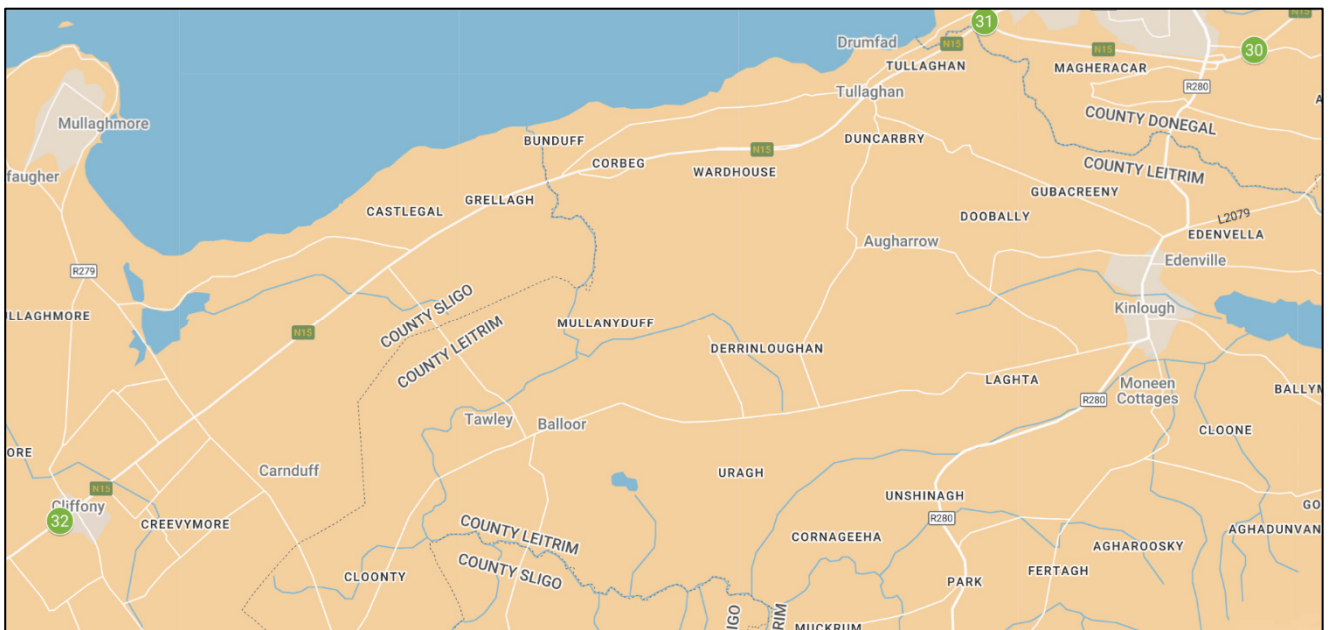 31
N15
30
Drumfad
N15
N15
TULLAGHAN
MAGHERACAR
R280
Tullaghan
Mullaghmore
COUNTY DONEGAL
BUNDUFF
DUNCARBRY
N15
CORBEG
WARDHOUSE
COUNTY LEITRIM
faugher
GUBACREENY
GRELLAGH
CASTLEGAL
DOOBALLY
L2079
EDENVELLA
Augharrow
Edenville
R279
COUNTY SLIGO
Kinlough
LLAGHMORE
MULLANYDUFF
N15
COUNTY LEITRIM
DERRINLOUGHAN
LAGHTA
Moneen
Cottages
BALLYM
R280
Tawley
Balloor
CLOONE
ORE
Carnduff
URAGH
N15
UNSHINAGH
Cliffony
GO
32
CREEVYMORE
R280
COUNTY LEITRIM
AGHADUNVAN
CORNAGEEHA
AGHAROOSKY
COUNTY SLIGO
FERTAGH
CLOONTY
PARK
IGO
RIM
MUCKRUM